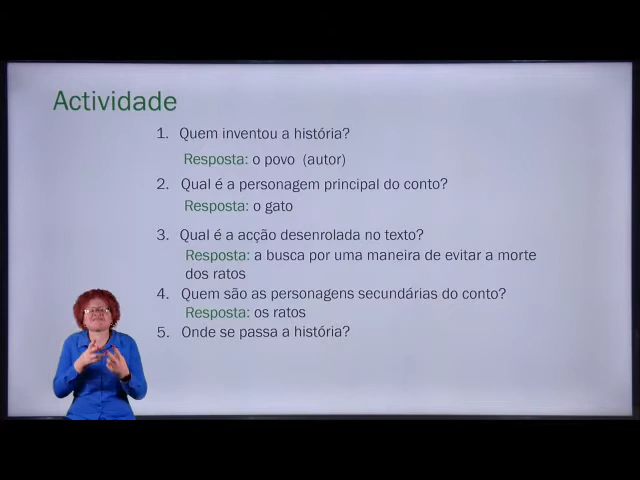 Actividade
1. Quem inventou a história?
Resposta: o povo (autor)
2. Qual é a personagem principal do conto?
Resposta: o gato
3. Qual é a acção desenrolada no texto?
Resposta: a busca por uma maneira de evitar a morte
dos ratos
4. Quem são as personagens secundárias do conto?
Resposta: os ratos
5. Onde se passa a história?